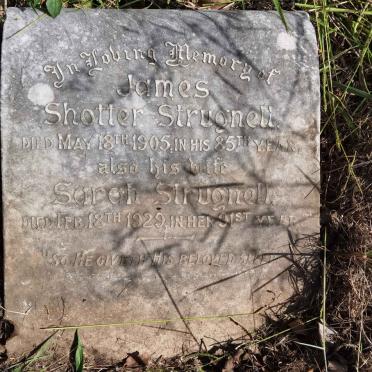 In Loving Memory of
James
Shotter Strugnell.
DIED MAY 18TH 1905, IN HIS 85TH YEAR.
also his wife
Sarah Strugnell.
DIED FEB. 18TH 1929, IN HER 91ST YEAR.
"SO HE GIVETH HIS BELOVED SLEEP"